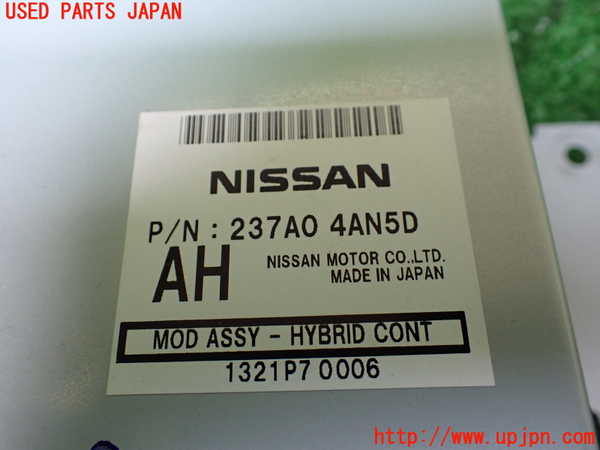 USED PARTS JAPAN
NISSAN
P/N : 237A0 4AN5D
AH
NISSAN MOTOR CO.,LTD.
MADE IN JAPAN
MOD ASSY - HYBRID CONT
1321P7 0006
http://www.upjpn.com/